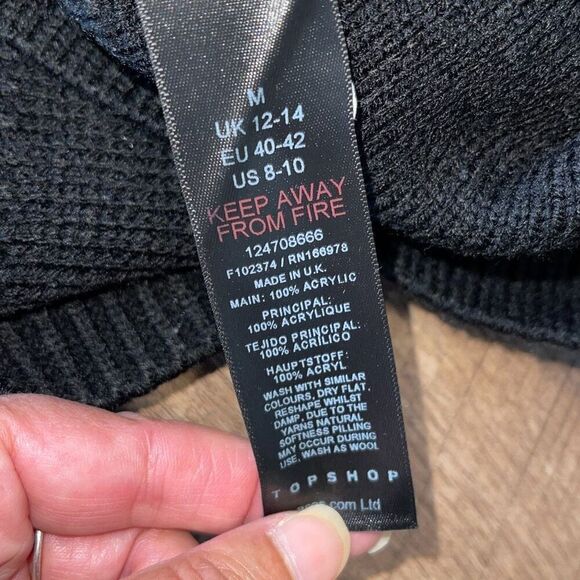 M
UK 12-14
EU 40-42
US 8-10
KEEP AWAY
FROM FIRE
124708666
F102374 / RN166978
MADE IN U.K.
MAIN: 100% ACRYLIC
PRINCIPAL:
100% ACRYLIQUE
TEJIDO PRINCIPAL:
100% ACRÍLICO
HAUPTSTOFF:
100% ACRYL
WASH WITH SIMILAR
COLOURS, DRY FLAT.
RESHAPE WHILST
DAMP, DUE TO THE
YARNS NATURAL
SOFTNESS PILLING
MAY OCCUR DURING
USE, WASH AS WOOL
TOPSHOP
.com Ltd